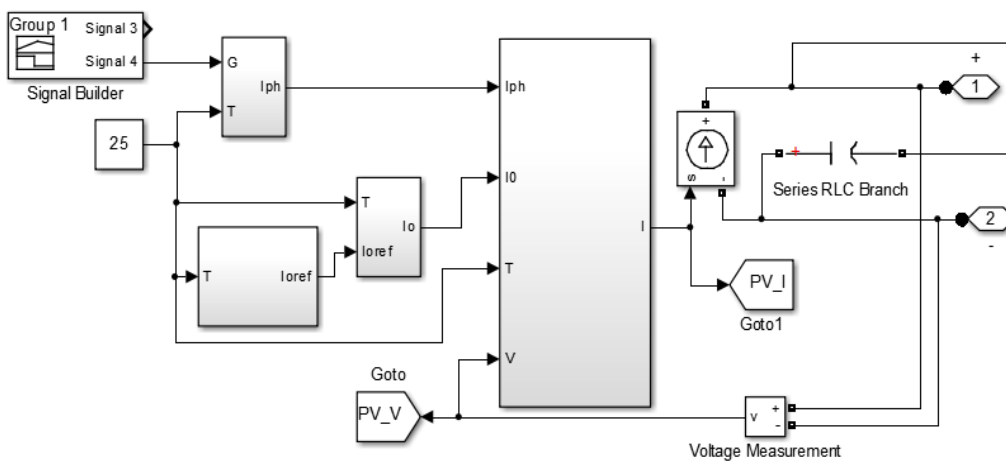 Group 1
Signal 3
Signal 4
Signal Builder
G
T
Iph
25
T
Ioref
T
Ioref
Io
Iph
I0
T
V
I
+
s
-
+
Series RLC Branch
+
1
2
-
PV_I
Goto1
Goto
PV_V
v
+
-
Voltage Measurement